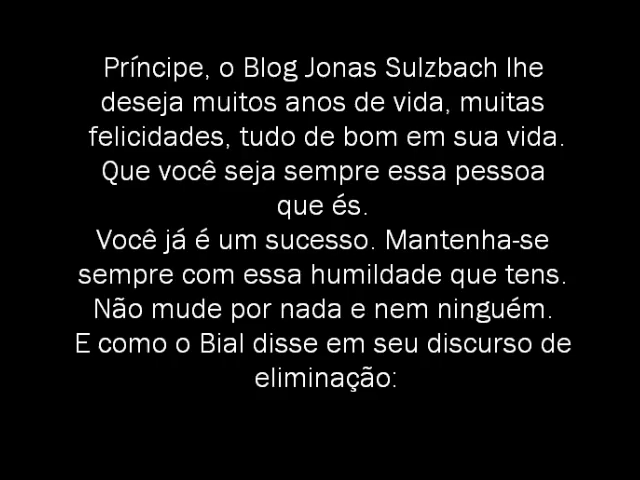 Príncipe, o Blog Jonas Sulzbach lhe
deseja muitos anos de vida, muitas
felicidades, tudo de bom em sua vida.
Que você seja sempre essa pessoa
que és.
Você já é um sucesso. Mantenha-se
sempre com essa humildade que tens.
Não mude por nada e nem ninguém.
E como o Bial disse em seu discurso de
eliminação: